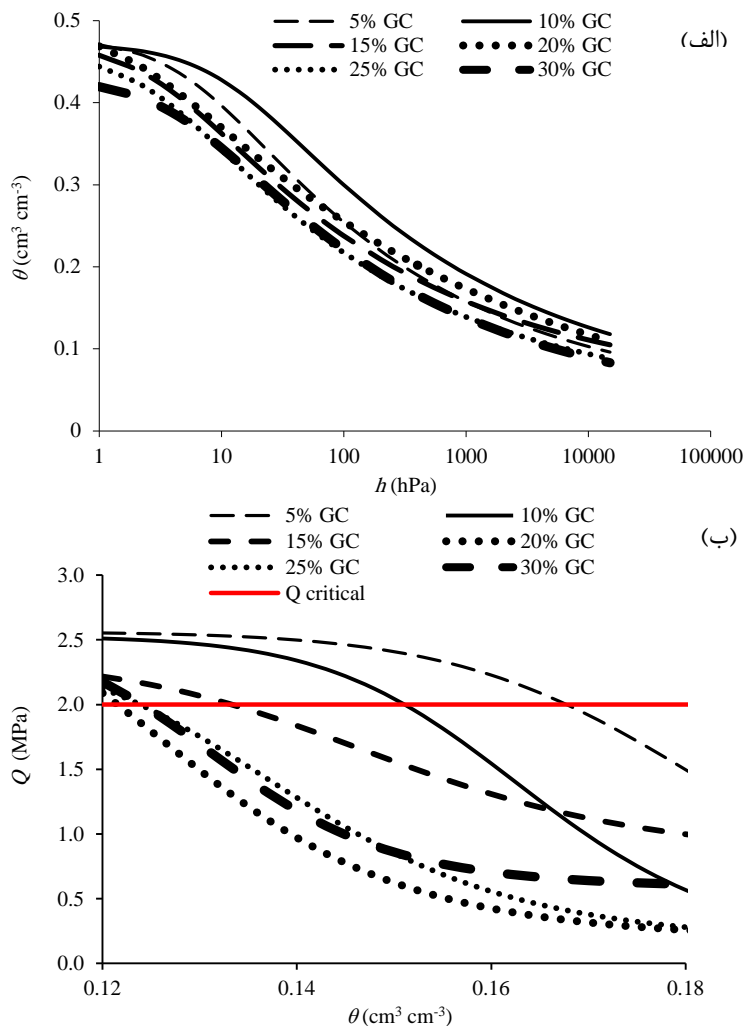 5% GC 10% GC
15% GC 20% GC
25% GC 30% GC
(الف)
0.5
0.4
0.3
0.2
0.1
0
θ (cm³ cm⁻³)
1 10 100 1000 10000 100000
h (hPa)
5% GC 10% GC
15% GC 20% GC
25% GC 30% GC
Q critical
(ب)
3.0
2.5
2.0
1.5
1.0
0.5
0.0
Q (MPa)
0.12 0.14 0.16 0.18
θ (cm³ cm⁻³)